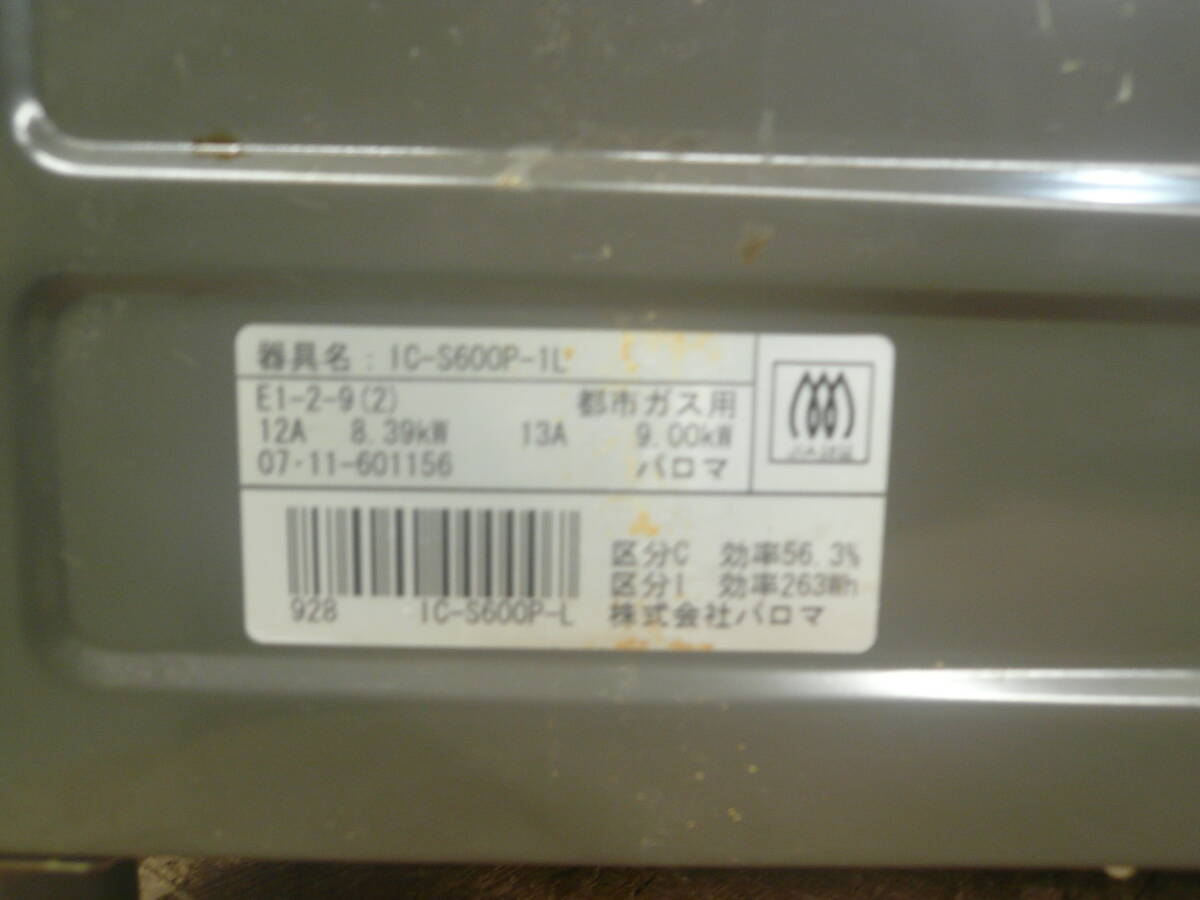 器具名：IC-S600P-1L
E1-2-9(2) 都市ガス用
12A 8.39kW 13A 9.00kW
07・11-601156 パロマ
区分C 効率56.3%
区分I 効率263Wh
928 IC-S600P-L 株式会社パロマ